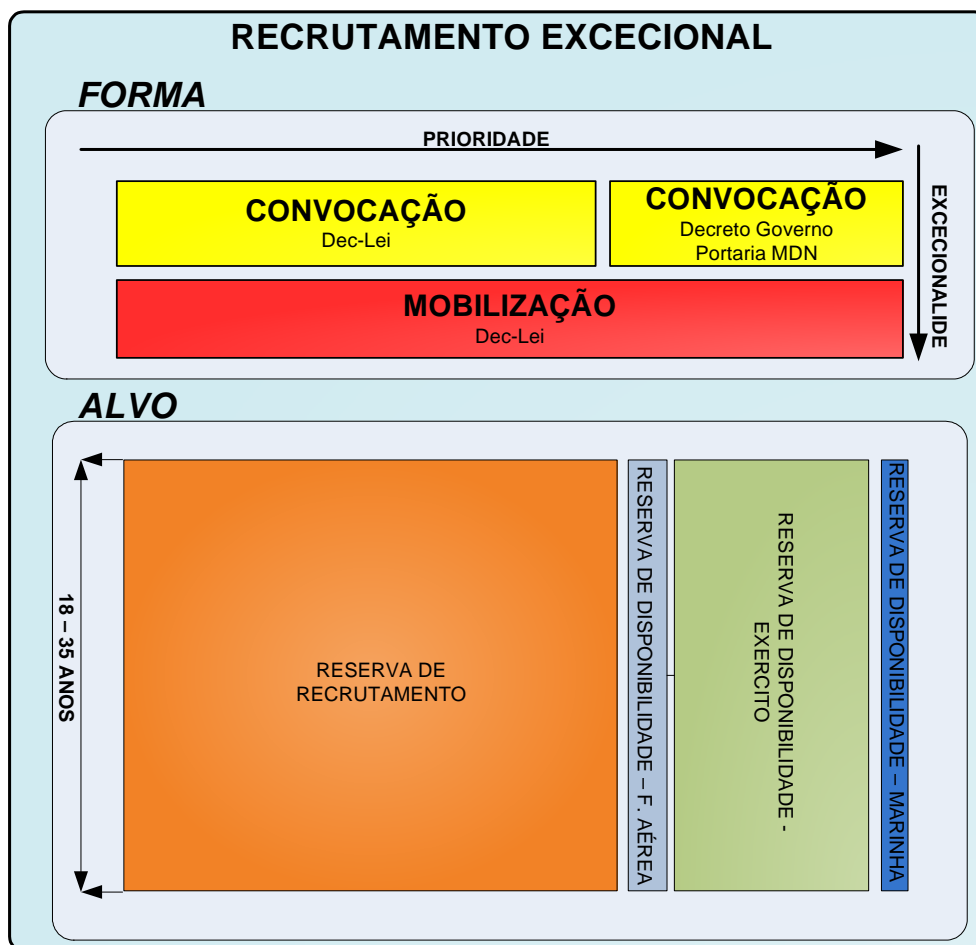 RECRUTAMENTO EXCECIONAL
FORMA
PRIORIDADE
CONVOCAÇÃO
Dec-Lei
CONVOCAÇÃO
Decreto Governo
Portaria MDN
EXCECIONALIDE
MOBILIZAÇÃO
Dec-Lei
ALVO
18 – 35 ANOS
RESERVA DE
RECRUTAMENTO
RESERVA DE DISPONIBILIDADE – F. AÉREA
RESERVA DE DISPONIBILIDADE -
EXERCITO
RESERVA DE DISPONIBILIDADE – MARINHA